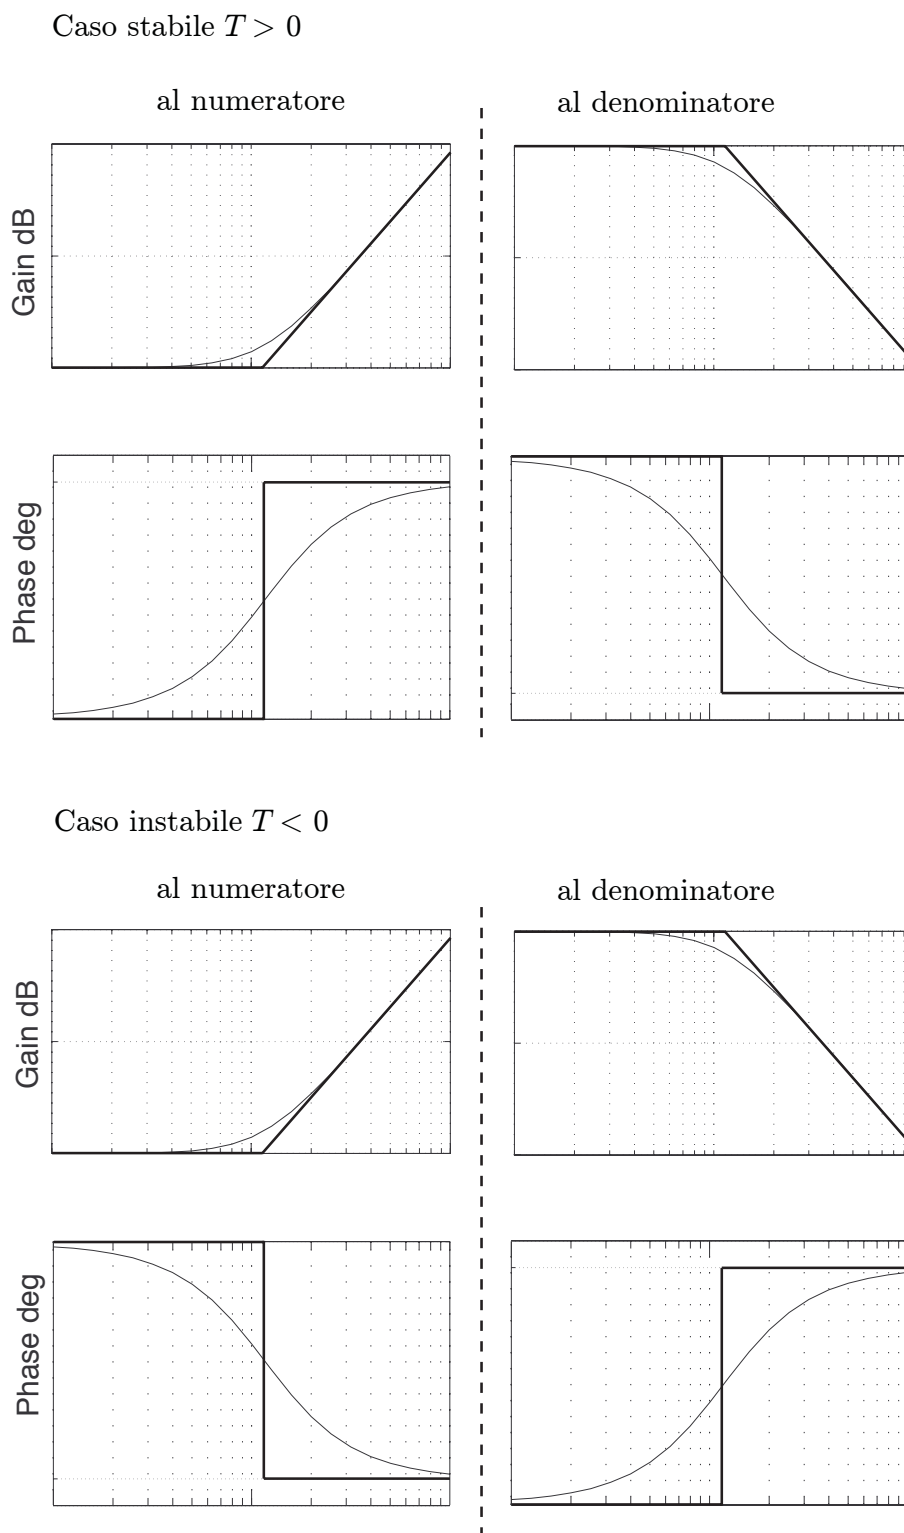 Caso stabile T > 0
al numeratore
al denominatore
Gain dB
Phase deg
Caso instabile T < 0
al numeratore
al denominatore
Gain dB
Phase deg